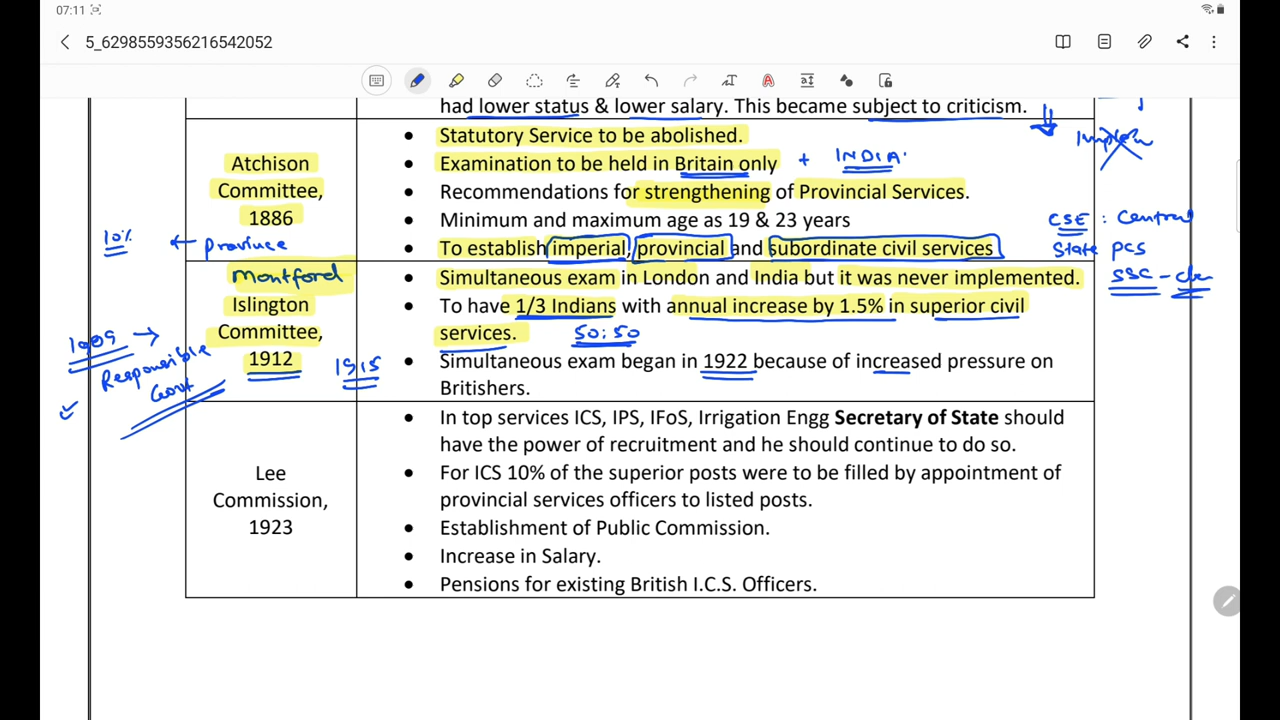 07:11
5_6298559356216542052
had lower status & lower salary. This became subject to criticism.
• Statutory Service to be abolished.
Atchison
Committee,
1886
• Examination to be held in Britain only + INDIA
• Recommendations for strengthening of Provincial Services.
• Minimum and maximum age as 19 & 23 years
• To establish imperial, provincial and subordinate civil services
10% ← Province
CSE : Central
State PCS
SSC -
montford
Islington
Committee,
1912
• Simultaneous exam in London and India but it was never implemented.
• To have 1/3 Indians with annual increase by 1.5% in superior civil
services. 50:50
• Simultaneous exam began in 1922 because of increased pressure on
Britishers.
1909 →
Responsible
Govt
1915
Lee
Commission,
1923
• In top services ICS, IPS, IFoS, Irrigation Engg Secretary of State should
have the power of recruitment and he should continue to do so.
• For ICS 10% of the superior posts were to be filled by appointment of
provincial services officers to listed posts.
• Establishment of Public Commission.
• Increase in Salary.
• Pensions for existing British I.C.S. Officers.